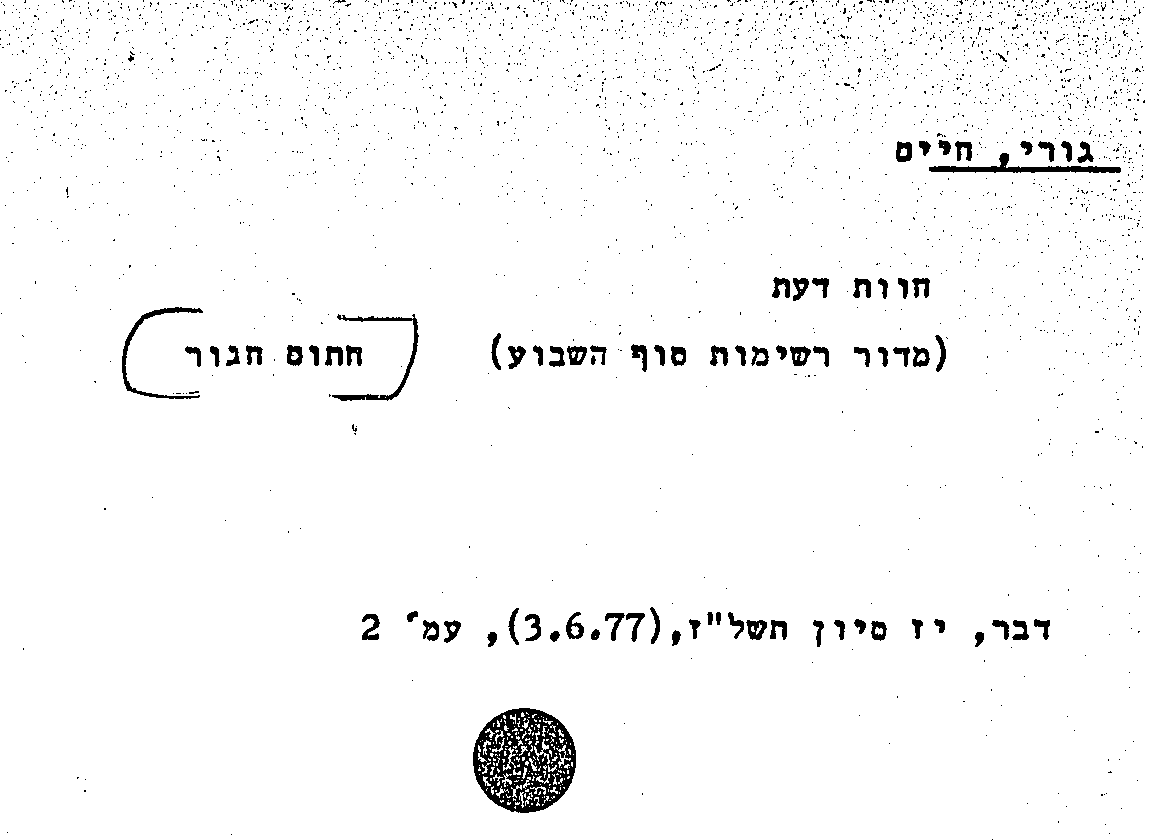 גורי, חיים
חוות דעת
(מדור רשימות סוף השבוע) חתום חגור
דבר, יז סיון תשל"ז,(3.6.77), עמ' 2